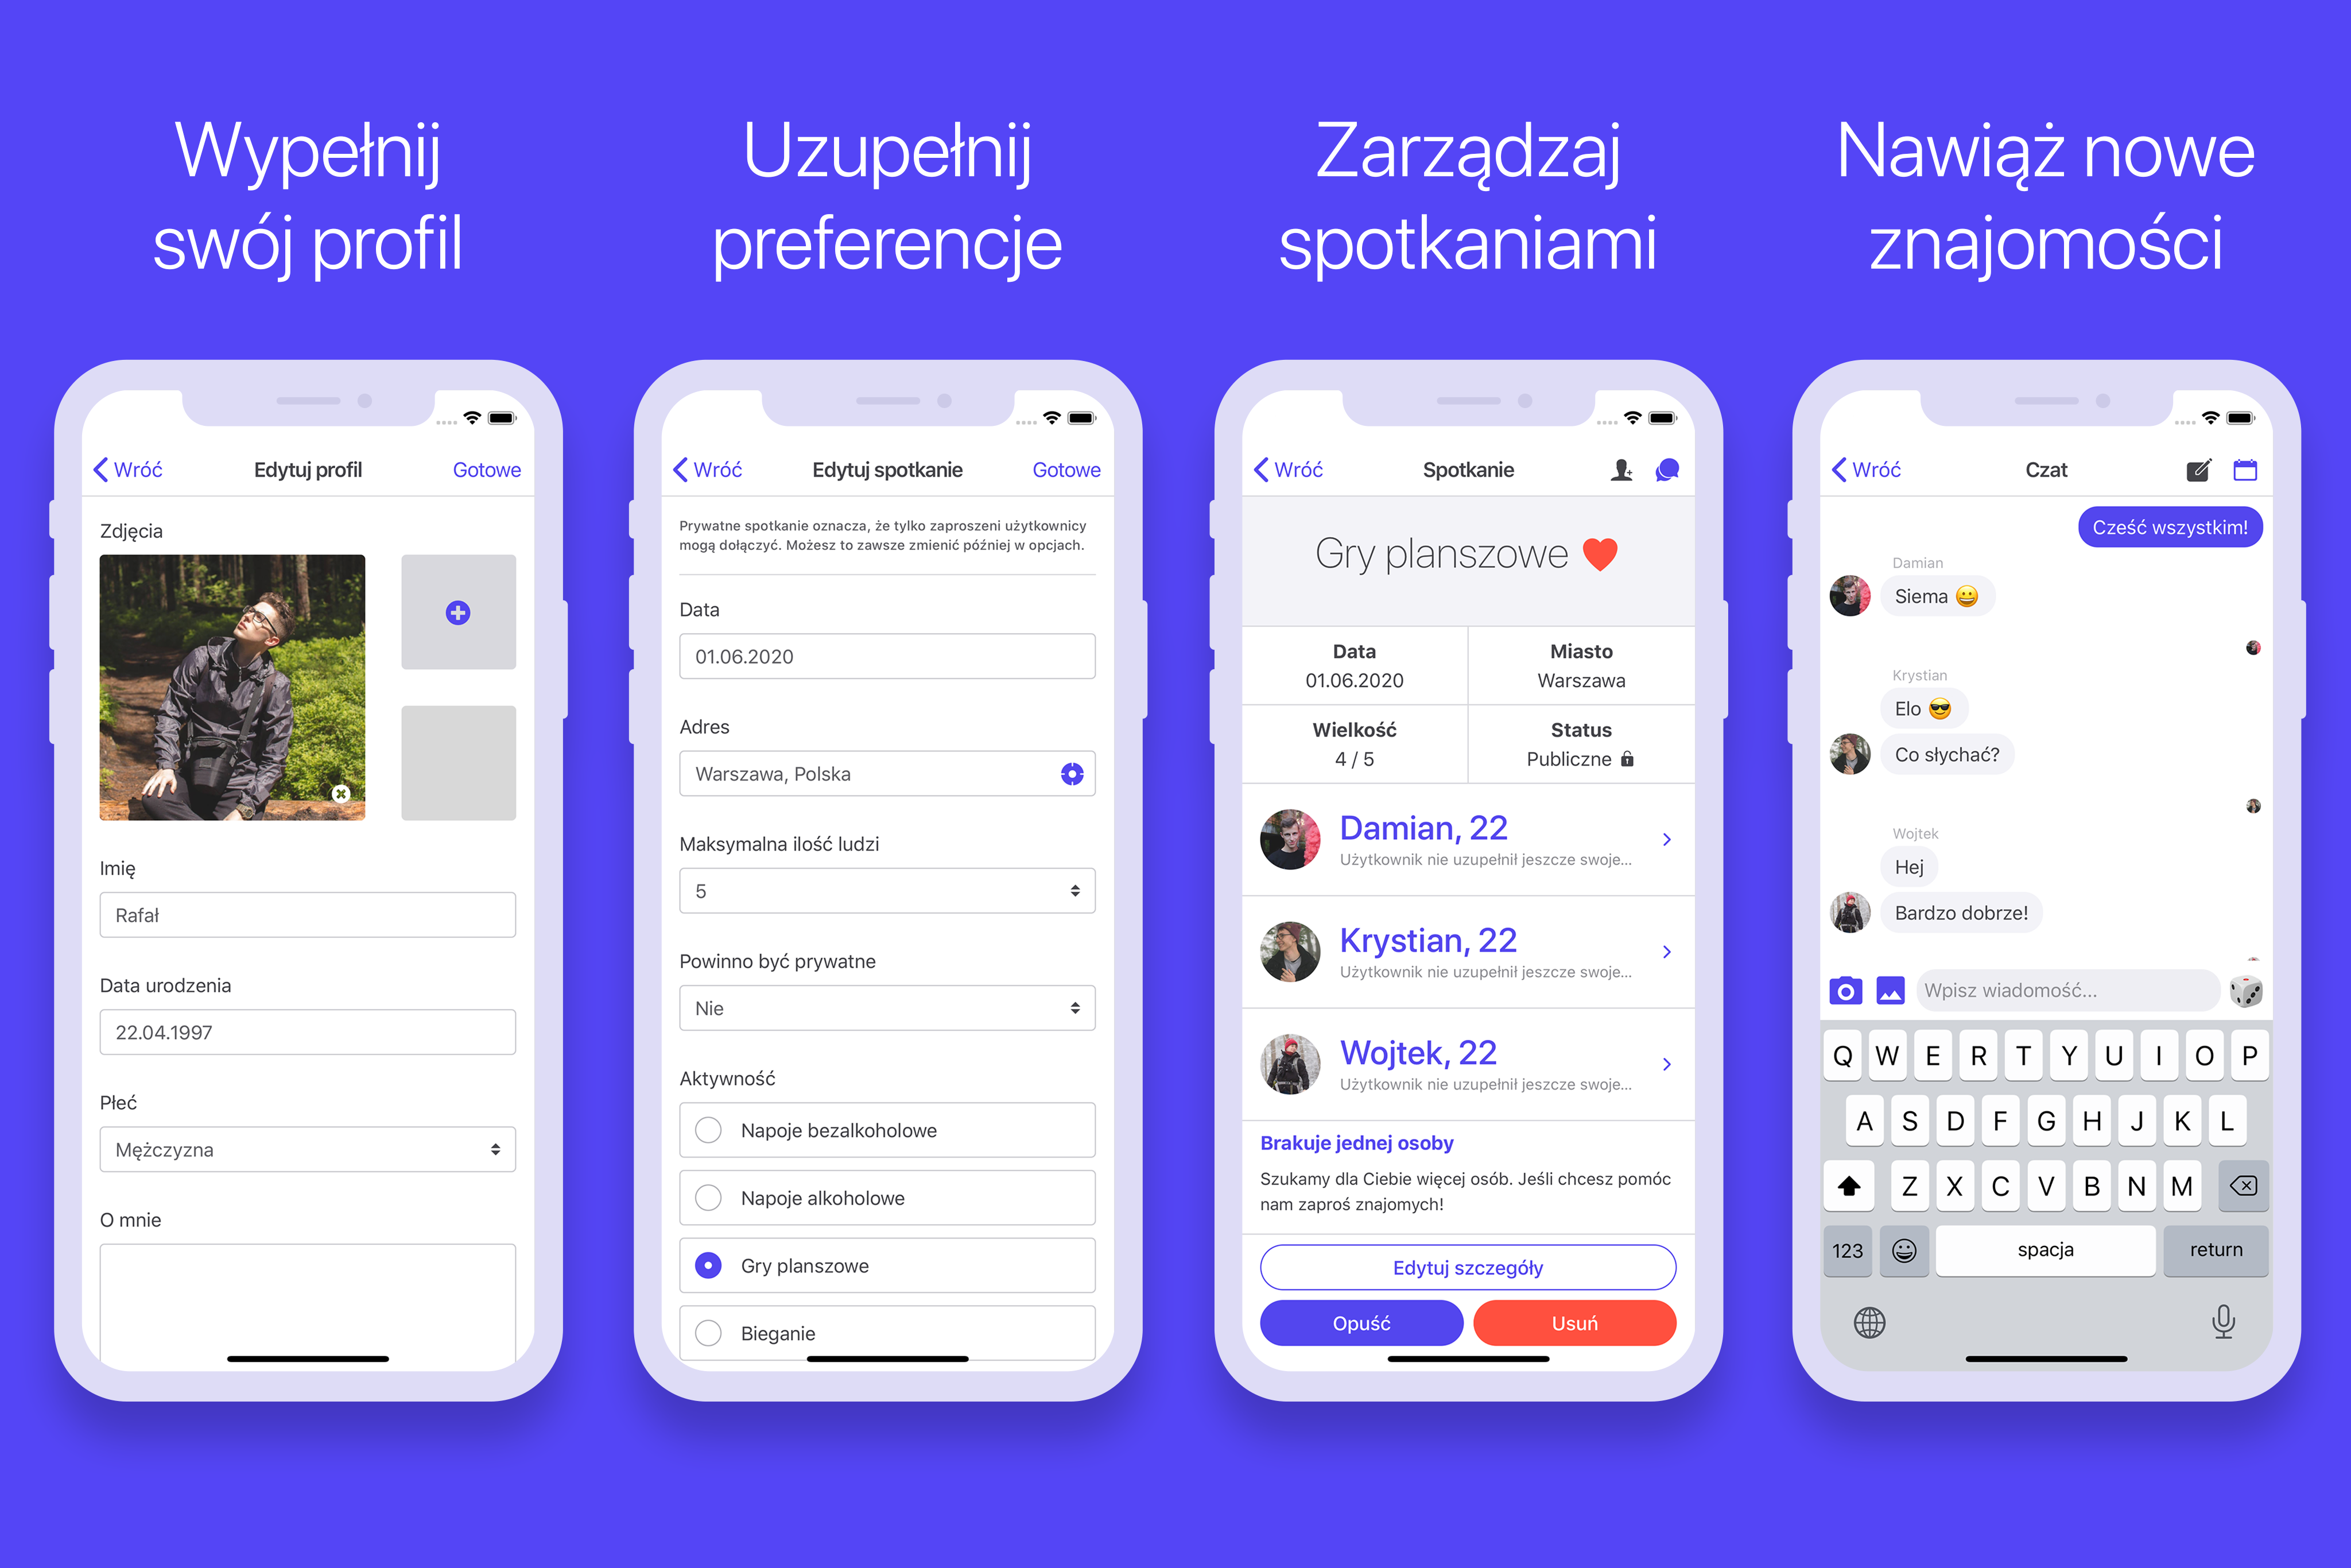 Wypełnij
swój profil
Wróć
Edytuj profil
Gotowe
Zdjęcia
Imię
Rafał
Data urodzenia
22.04.1997
Płeć
Mężczyzna
O mnie
Uzupełnij
preferencje
Wróć
Edytuj spotkanie
Gotowe
Prywatne spotkanie oznacza, że tylko zaproszeni użytkownicy
mogą dołączyć. Możesz to zawsze zmienić później w opcjach.
Data
01.06.2020
Adres
Warszawa, Polska
Maksymalna ilość ludzi
5
Powinno być prywatne
Nie
Aktywność
Napoje bezalkoholowe
Napoje alkoholowe
Gry planszowe
Bieganie
Zarządzaj
spotkaniami
Wróć
Spotkanie
Gry planszowe ❤️
Data
01.06.2020
Miasto
Warszawa
Wielkość
4 / 5
Status
Publiczne
Damian, 22
Użytkownik nie uzupełnił jeszcze swoje...
Krystian, 22
Użytkownik nie uzupełnił jeszcze swoje...
Wojtek, 22
Użytkownik nie uzupełnił jeszcze swoje...
Brakuje jednej osoby
Szukamy dla Ciebie więcej osób. Jeśli chcesz pomóc
nam zaproś znajomych!
Edytuj szczegóły
Opuść
Usuń
Nawiąż nowe
znajomości
Wróć
Czat
Cześć wszystkim!
Damian
Siema 😀
Krystian
Elo 😎
Co słychać?
Wojtek
Hej
Bardzo dobrze!
Wpisz wiadomość...
Q W E R T Y U I O P
A S D F G H J K L
Z X C V B N M
123
spacja
return